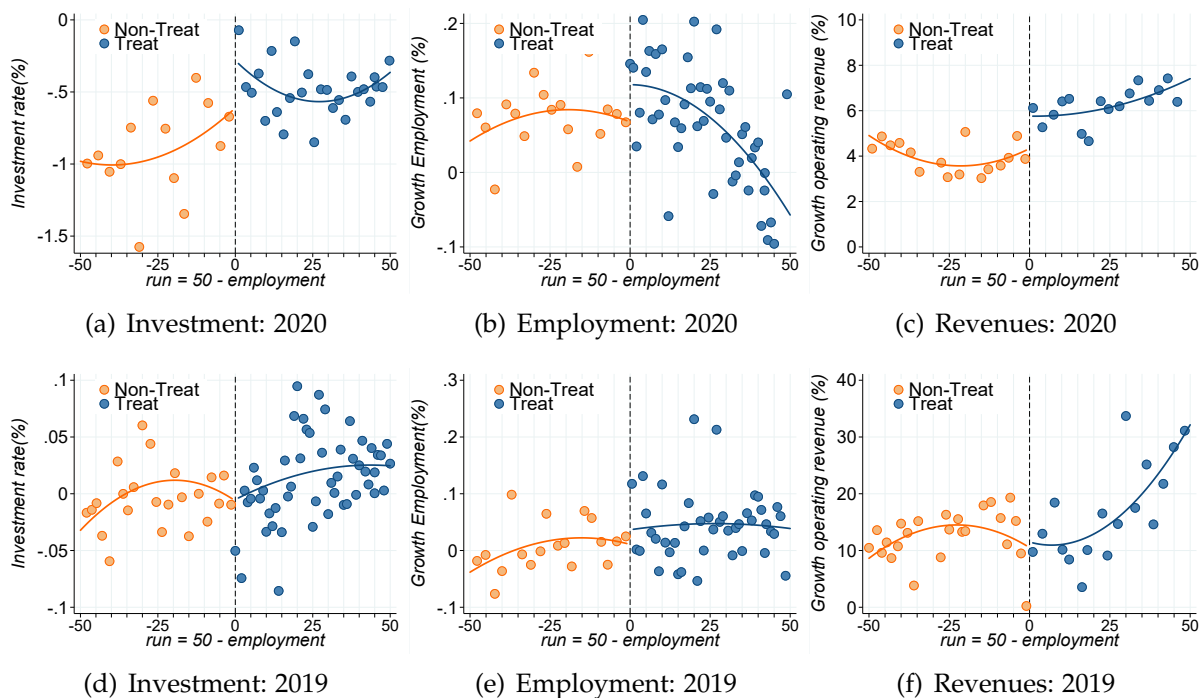 Investment rate(%)
0
-.5
-1
-1.5
Non-Treat
Treat
-50 -25 0 25 50
run = 50 - employment
(a) Investment: 2020
Growth Employment (%)
.2
.1
0
-.1
Non-Treat
Treat
-50 -25 0 25 50
run = 50 - employment
(b) Employment: 2020
Growth operating revenue (%)
10
8
6
4
2
0
Non-Treat
Treat
-50 -25 0 25 50
run = 50 - employment
(c) Revenues: 2020
Investment rate(%)
.1
.05
0
-.05
-.1
Non-Treat
Treat
-50 -25 0 25 50
run = 50 - employment
(d) Investment: 2019
Growth Employment(%)
.3
.2
.1
0
-.1
Non-Treat
Treat
-50 -25 0 25 50
run = 50 - employment
(e) Employment: 2019
Growth operating revenue (%)
40
30
20
10
0
Non-Treat
Treat
-50 -25 0 25 50
run = 50 - employment
(f) Revenues: 2019